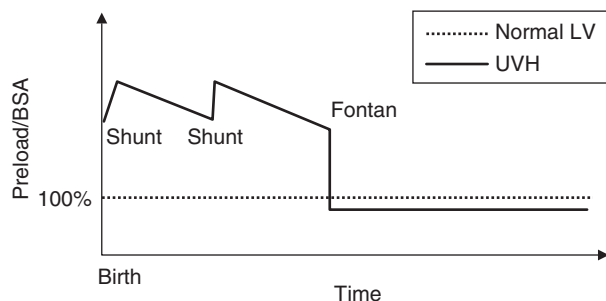 Normal LV
UVH
Preload/BSA
Fontan
Shunt Shunt
100%
Birth
Time